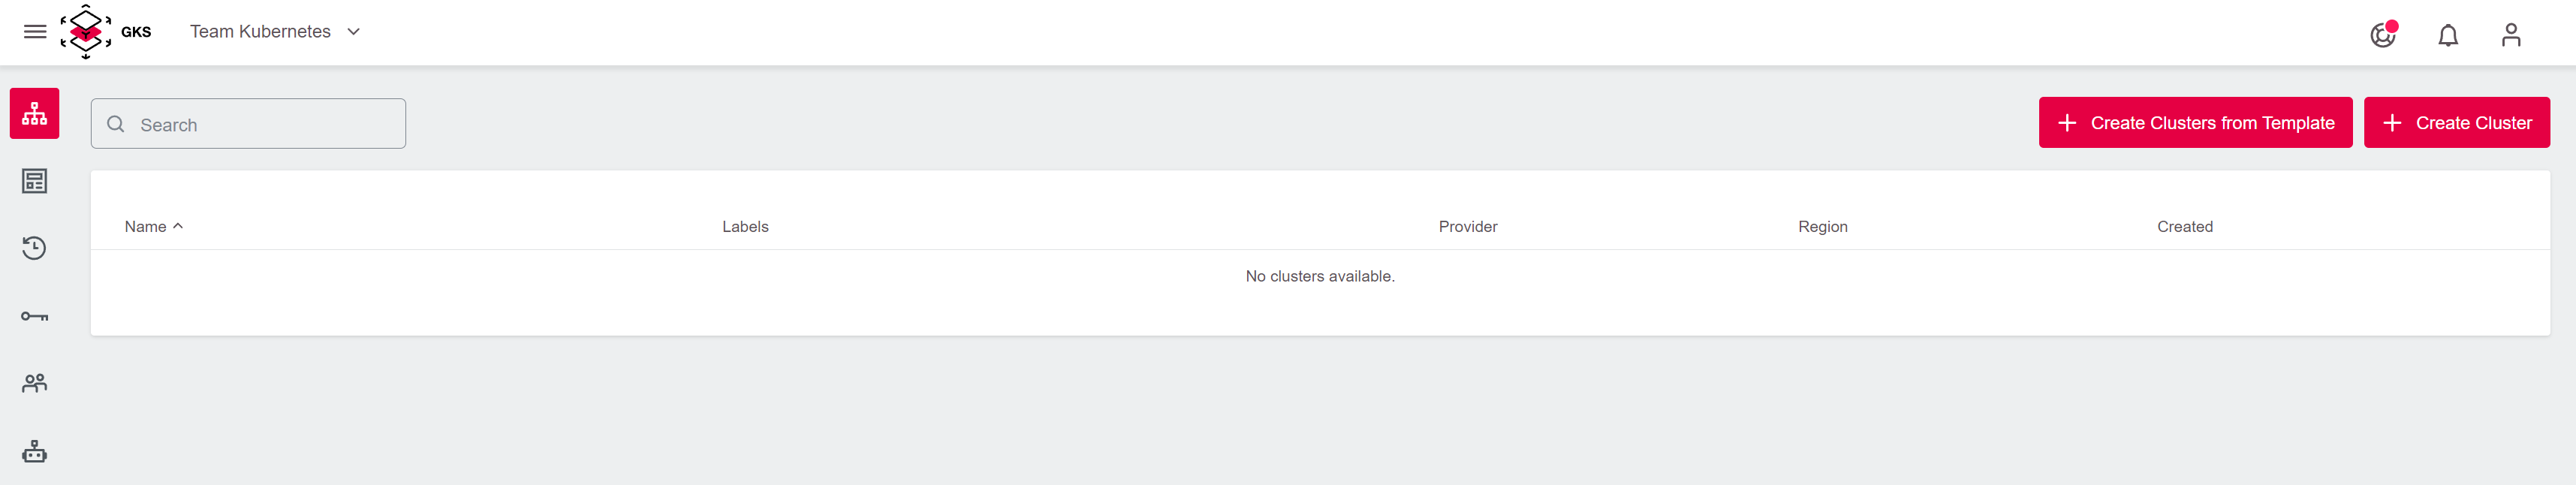 GKS Team Kubernetes
Search
Create Clusters from Template Create Cluster
Name Labels Provider Region Created
No clusters available.